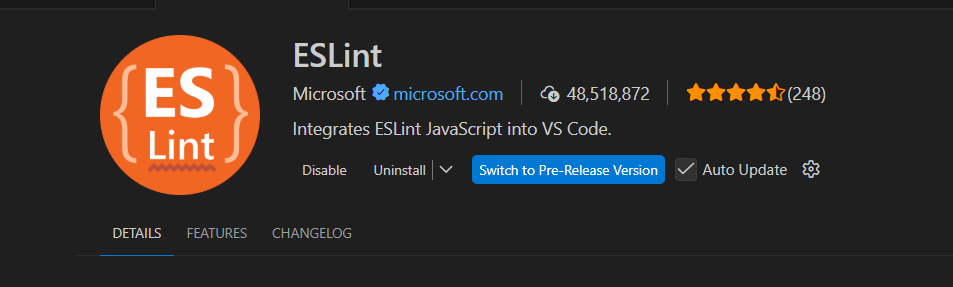 ES
Lint
ESLint
Microsoft microsoft.com 48,518,872 (248)
Integrates ESLint JavaScript into VS Code.
Disable Uninstall Switch to Pre-Release Version Auto Update
DETAILS FEATURES CHANGELOG